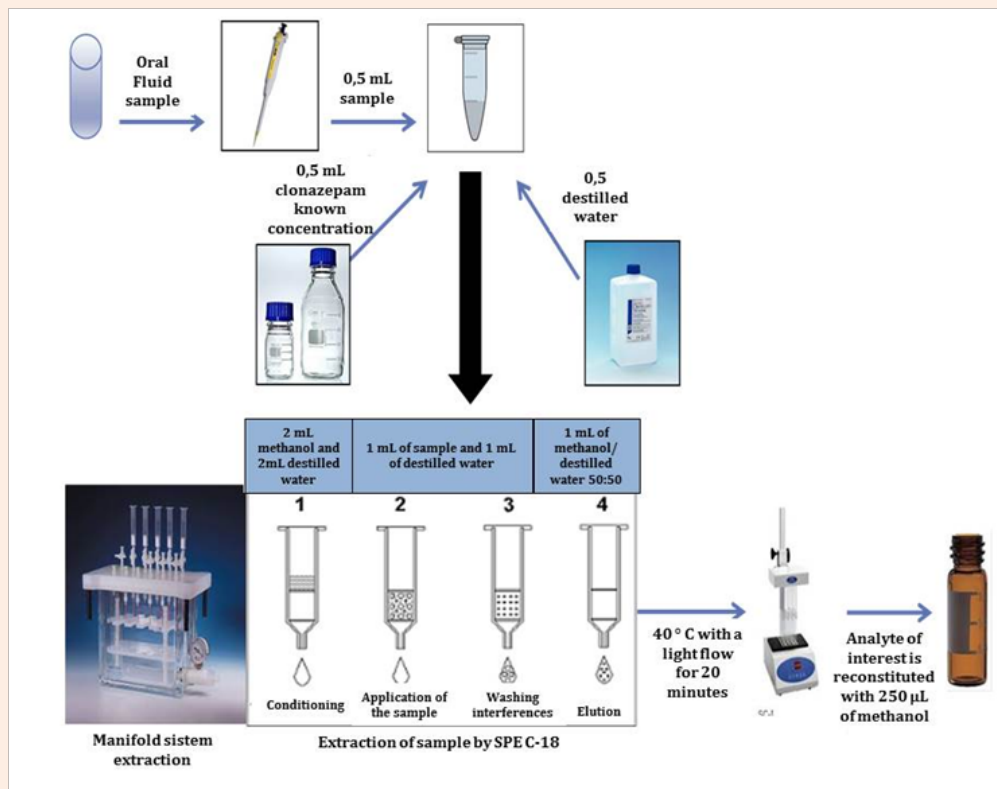 Oral
Fluid
sample
0,5 mL
sample
0,5 mL
clonazepam
known
concentration
0,5
destilled
water
2 mL
methanol and
2mL destilled
water
1 mL of sample and 1 mL
of destilled water
1 mL of
methanol/
destilled
water 50:50
1
2
3
4
Conditioning
Application of
the sample
Washing
interferences
Elution
Manifold sistem
extraction
Extraction of sample by SPE C-18
40 ° C with a
light flow
for 20
minutes
Analyte of
interest is
reconstituted
with 250 µL
of methanol